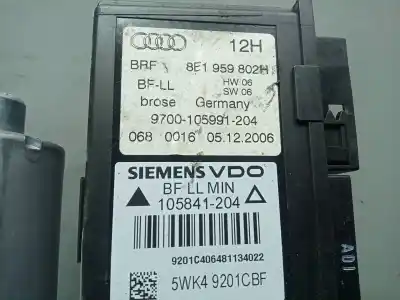 12H
BRF 8E1 959 802H
BF-LL HW 06
SW 06
brose Germany
9700-105991-204
068 0016 05.12.2006
SIEMENS VDO
BF LL MIN
105841-204
9201C406481134022
5WK4 9201CBF